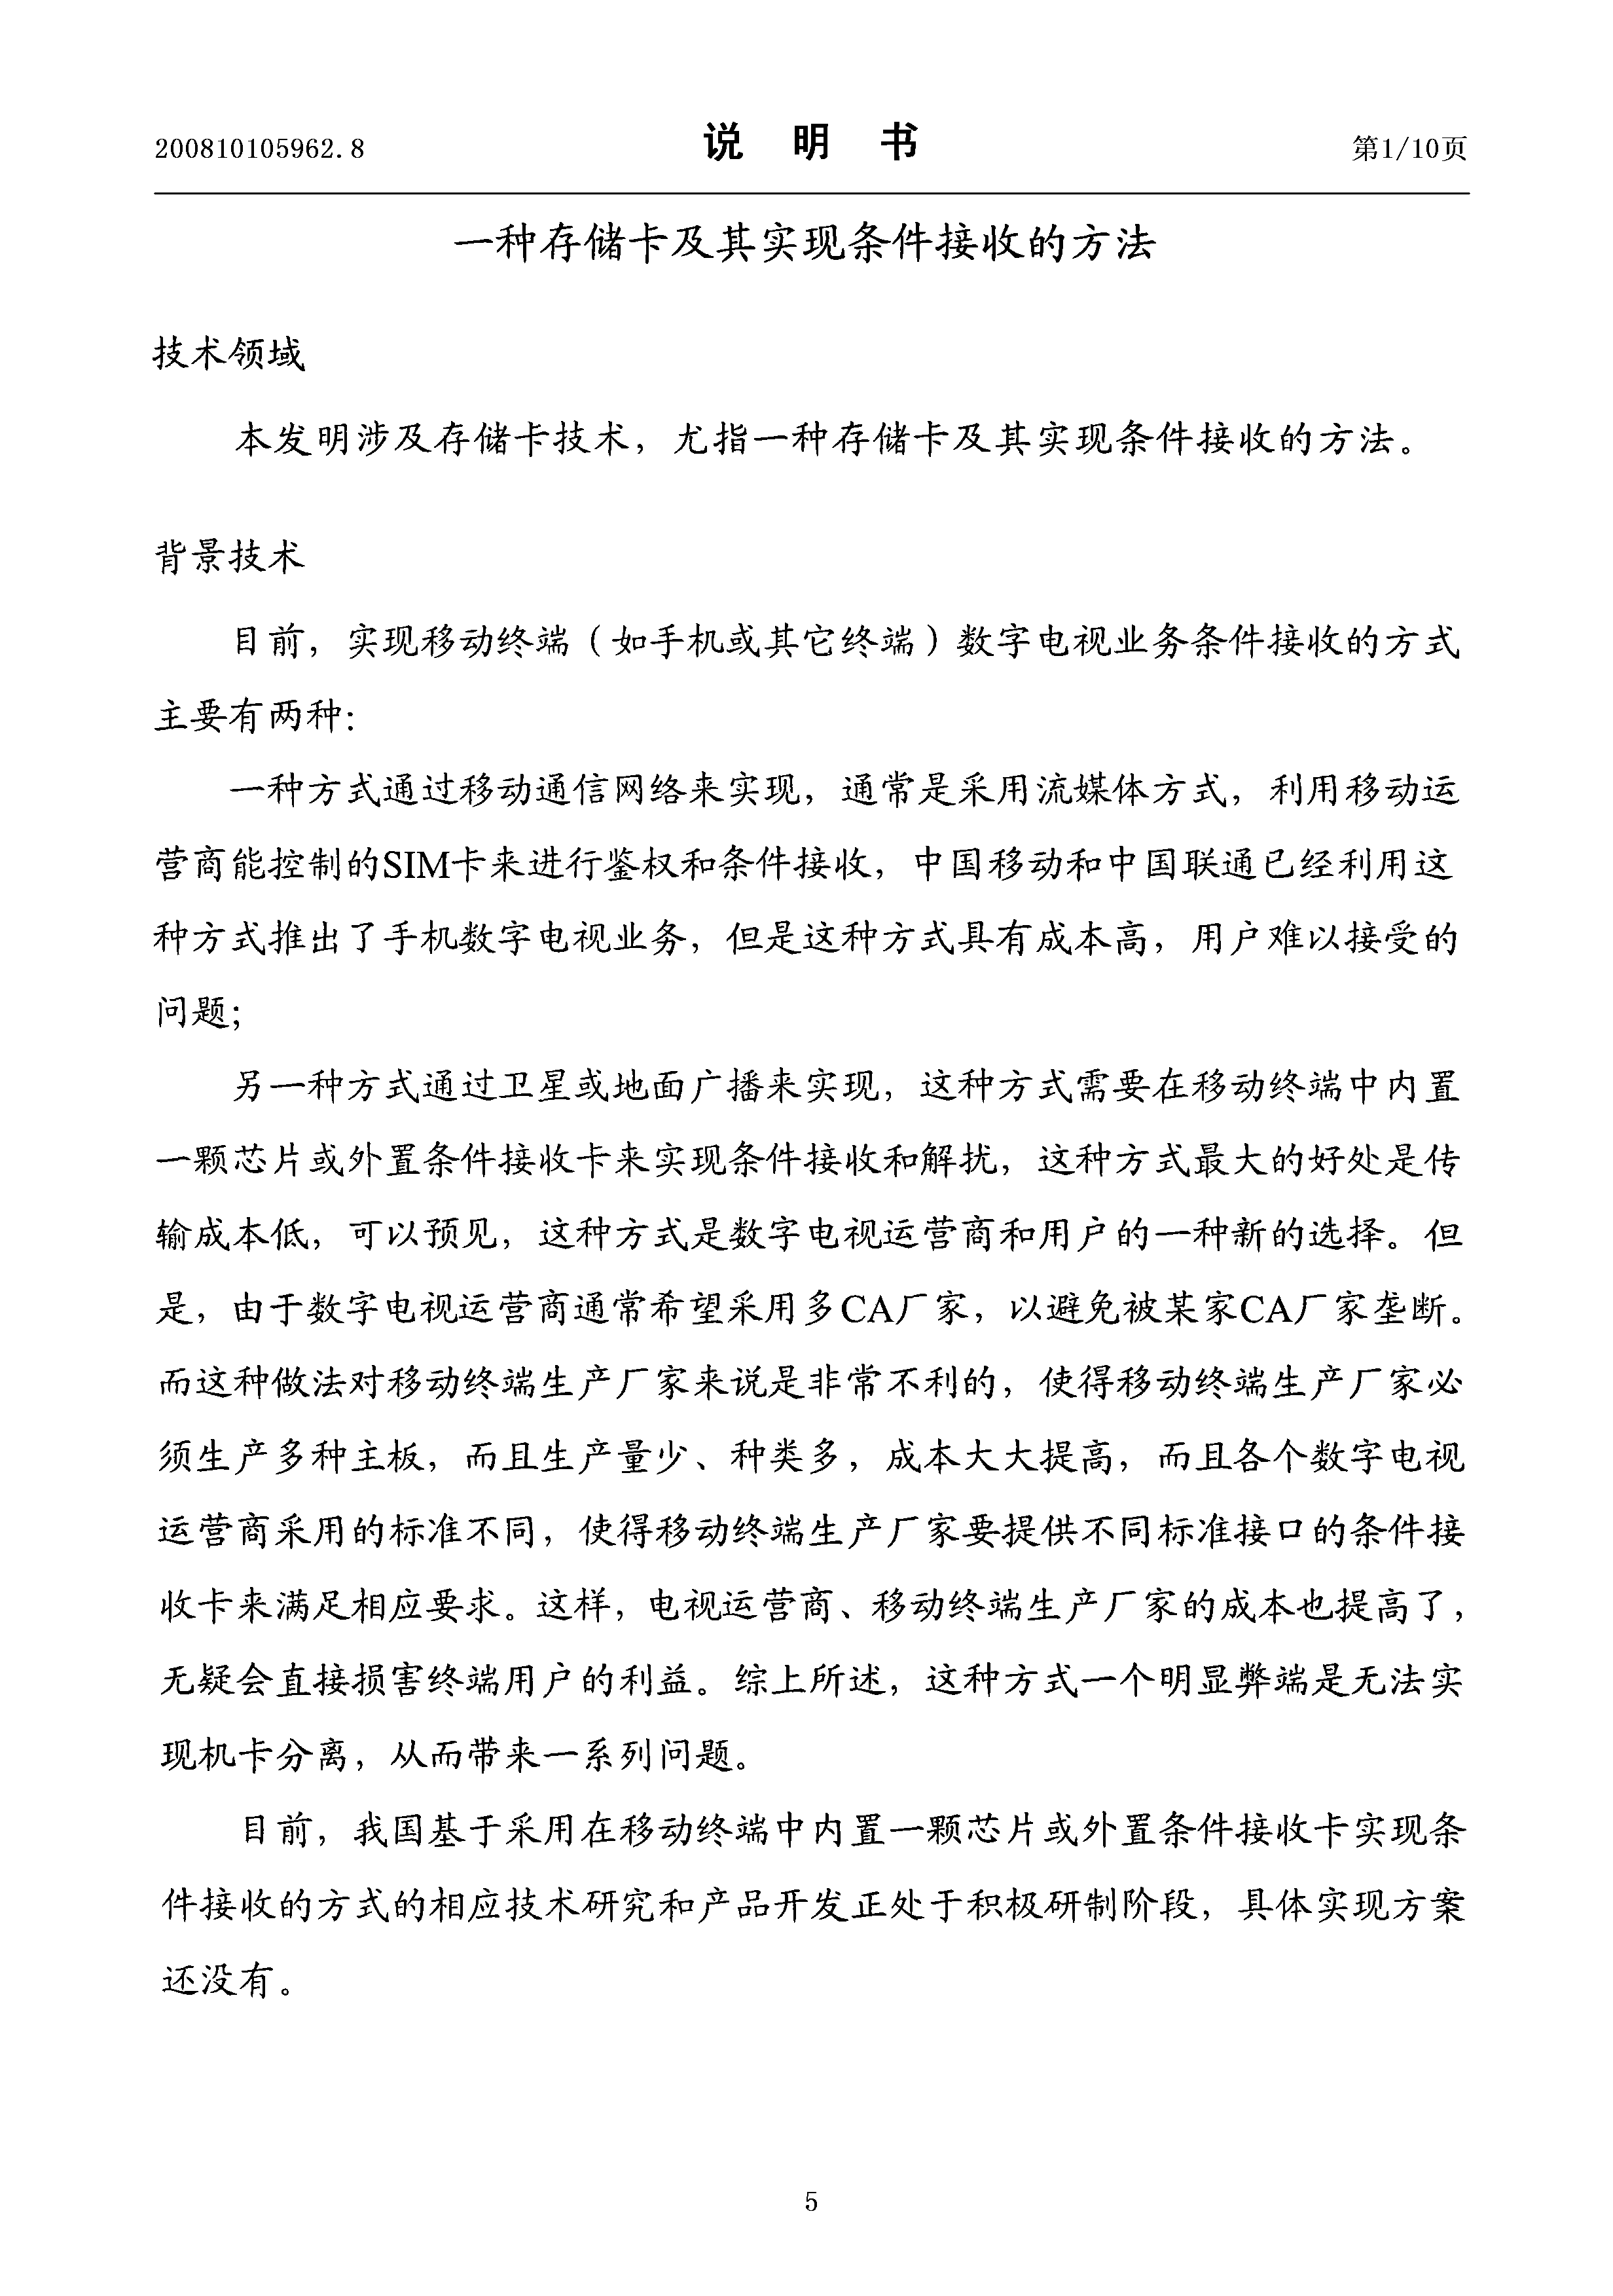 200810105962.8
说 明 书
第1/10页
一种存储卡及其实现条件接收的方法
技术领域
本发明涉及存储卡技术，尤指一种存储卡及其实现条件接收的方法。
背景技术
目前，实现移动终端（如手机或其它终端）数字电视业务条件接收的方式
主要有两种：
一种方式通过移动通信网络来实现，通常是采用流媒体方式，利用移动运
营商能控制的SIM卡来进行鉴权和条件接收，中国移动和中国联通已经利用这
种方式推出了手机数字电视业务，但是这种方式具有成本高，用户难以接受的
问题；
另一种方式通过卫星或地面广播来实现，这种方式需要在移动终端中内置
一颗芯片或外置条件接收卡来实现条件接收和解扰，这种方式最大的好处是传
输成本低，可以预见，这种方式是数字电视运营商和用户的一种新的选择。但
是，由于数字电视运营商通常希望采用多CA厂家，以避免被某家CA厂家垄断。
而这种做法对移动终端生产厂家来说是非常不利的，使得移动终端生产厂家必
须生产多种主板，而且生产量少、种类多，成本大大提高，而且各个数字电视
运营商采用的标准不同，使得移动终端生产厂家要提供不同标准接口的条件接
收卡来满足相应要求。这样，电视运营商、移动终端生产厂家的成本也提高了，
无疑会直接损害终端用户的利益。综上所述，这种方式一个明显弊端是无法实
现机卡分离，从而带来一系列问题。
目前，我国基于采用在移动终端中内置一颗芯片或外置条件接收卡实现条
件接收的方式的相应技术研究和产品开发正处于积极研制阶段，具体实现方案
还没有。
5